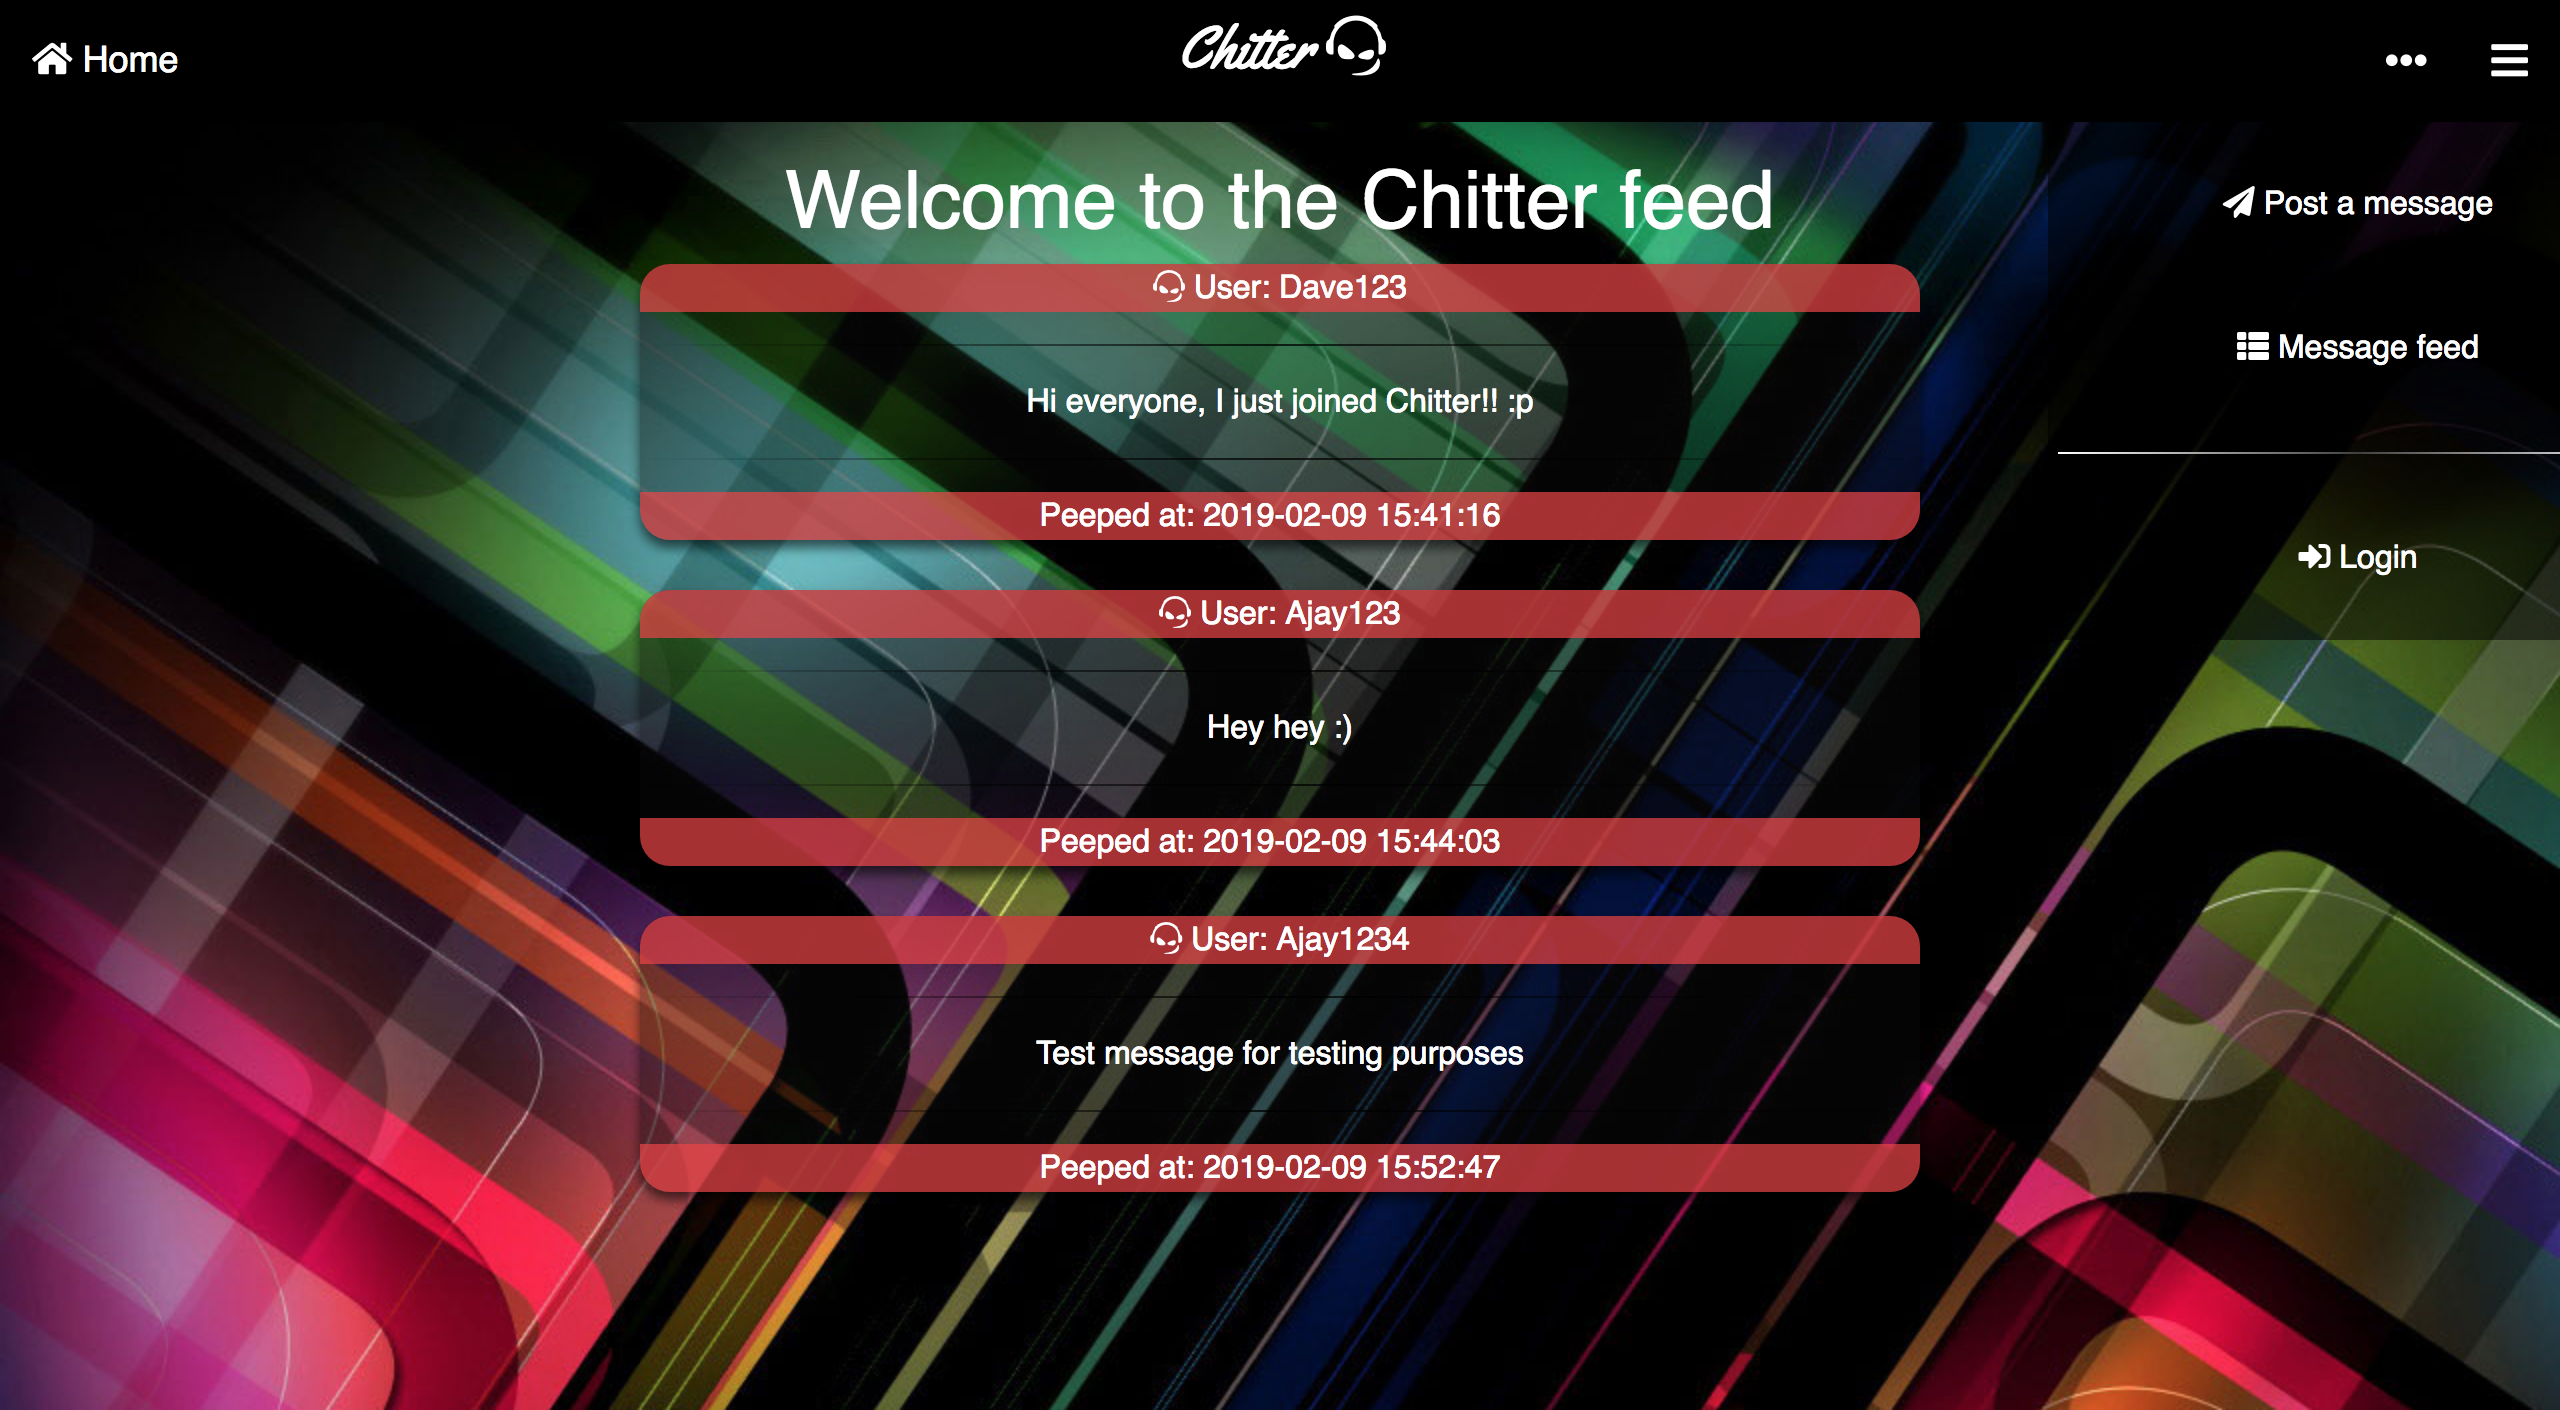 Home
Chitter
Welcome to the Chitter feed
User: Dave123
Hi everyone, I just joined Chitter!! :p
Peeped at: 2019-02-09 15:41:16
User: Ajay123
Hey hey :)
Peeped at: 2019-02-09 15:44:03
User: Ajay1234
Test message for testing purposes
Peeped at: 2019-02-09 15:52:47
Post a message
Message feed
Login